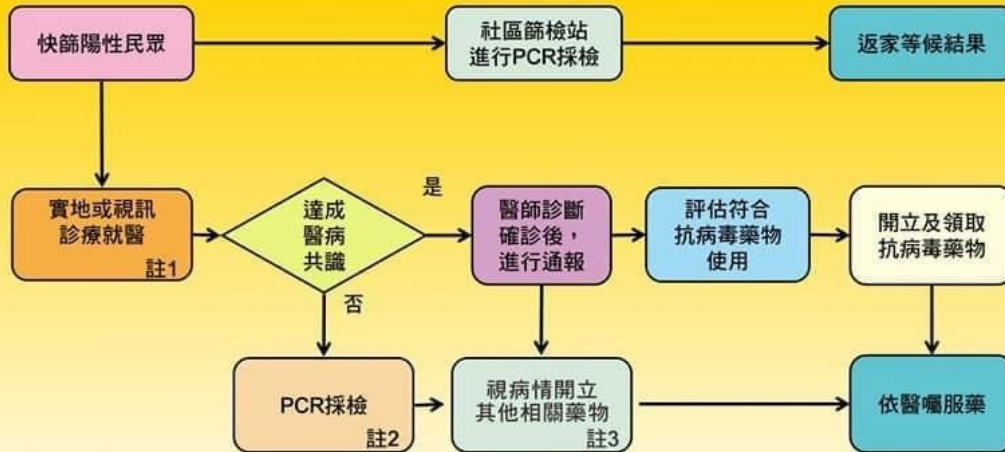 快篩陽性民眾
社區篩檢站
進行PCR採檢
返家等候結果
實地或視訊
診療就醫
註1
達成
醫病
共識
是
否
醫師診斷
確診後，
進行通報
評估符合
抗病毒藥物
使用
開立及領取
抗病毒藥物
PCR採檢
註2
視病情開立
其他相關藥物
註3
依醫囑服藥